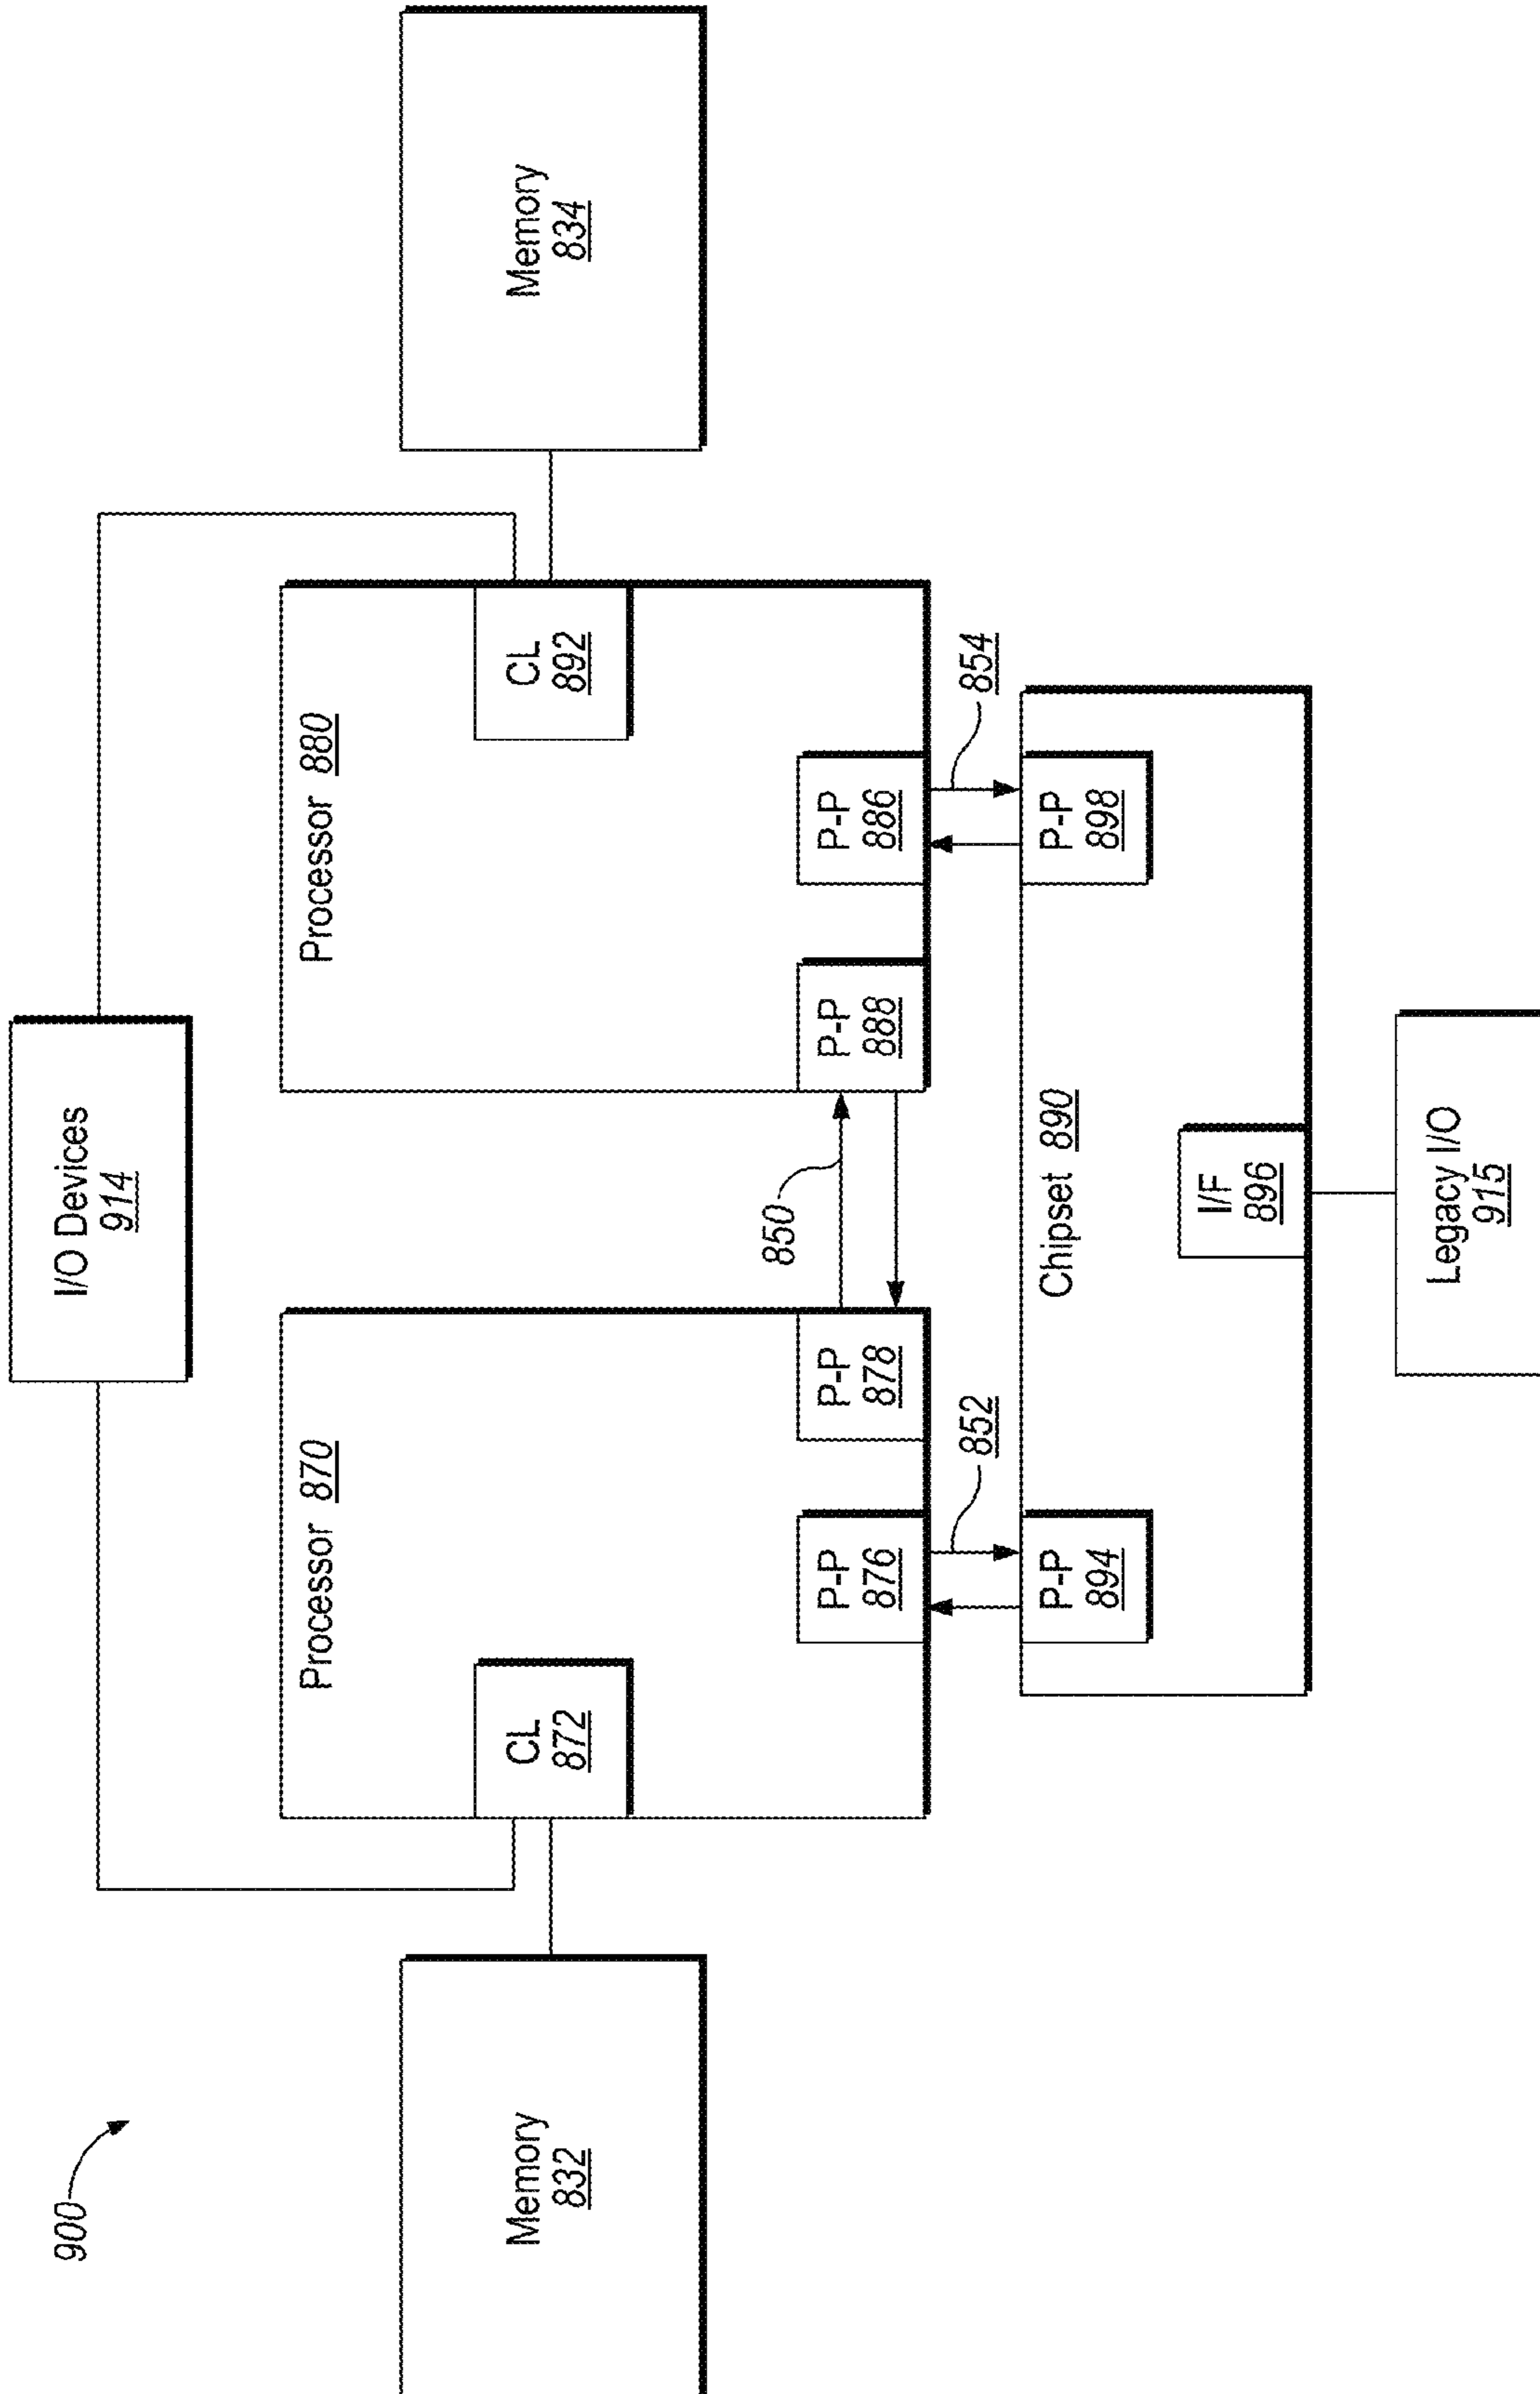 900
I/O Devices
914
Memory
832
CL
872
Processor 870
P-P
876
P-P
878
850
Processor 880
P-P
888
P-P
886
CL
892
Memory
834
852
854
P-P
894
Chipset 890
P-P
898
I/F
896
Legacy I/O
915